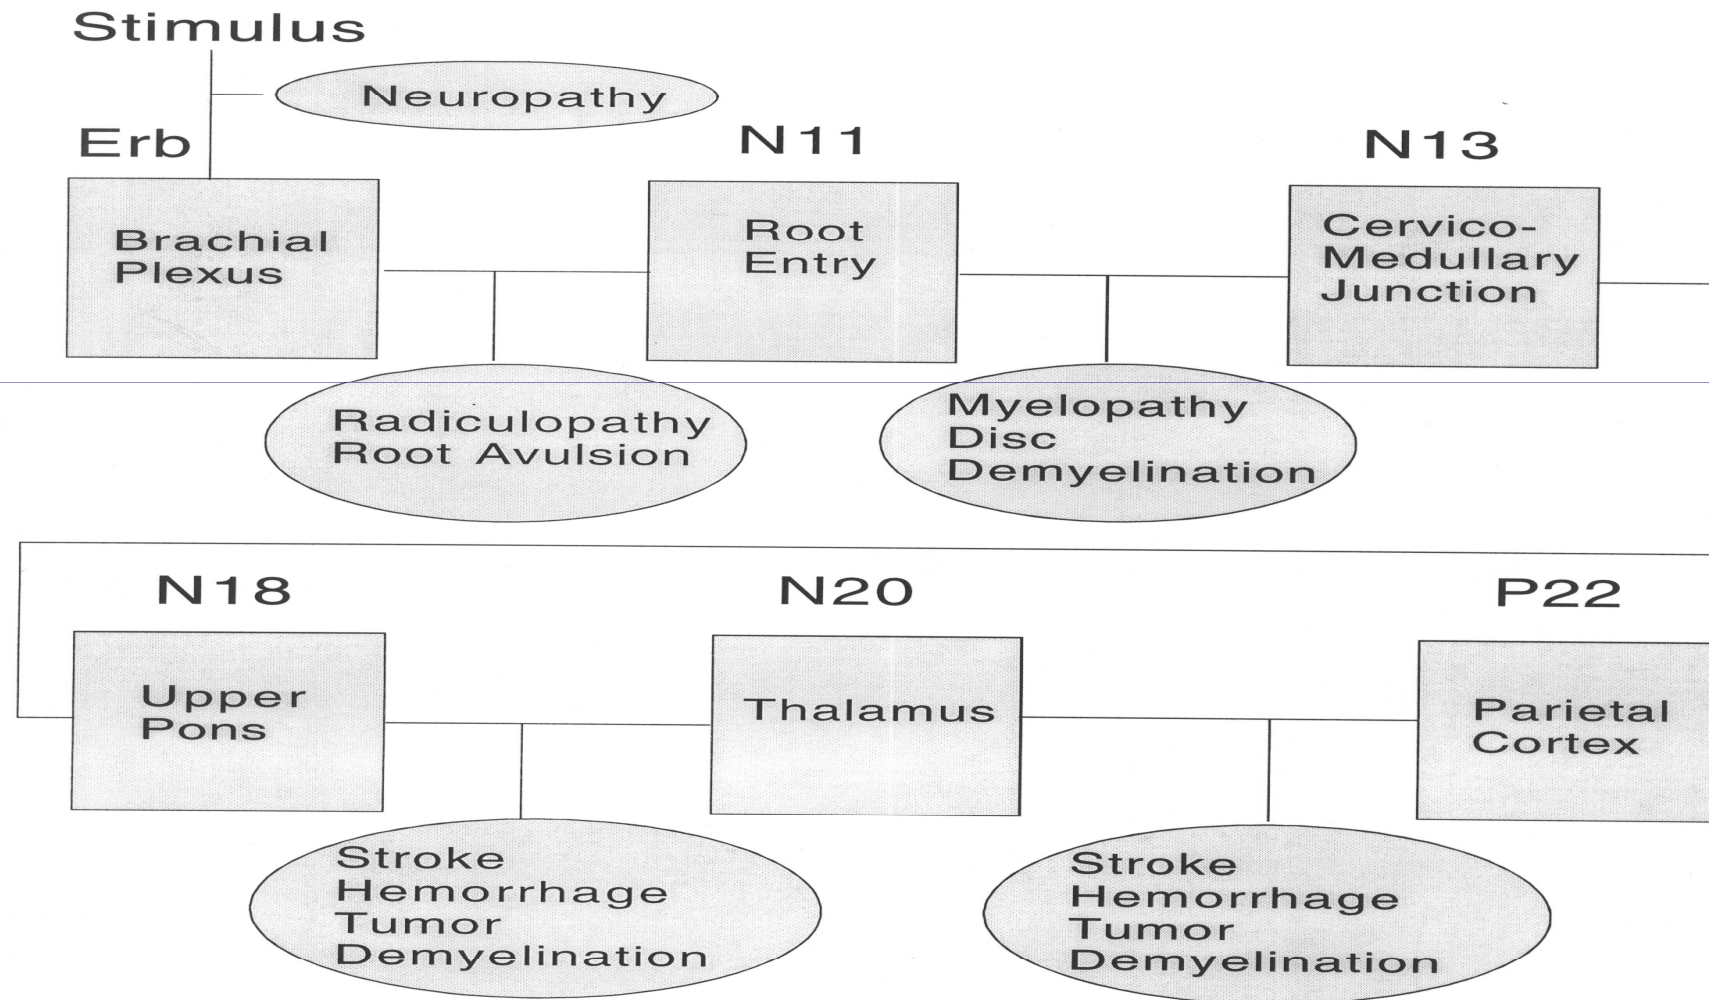 Stimulus
Neuropathy
Erb
N11
N13
Brachial
Plexus
Root
Entry
Cervico-
Medullary
Junction
Radiculopathy
Root Avulsion
Myelopathy
Disc
Demyelination
N18
N20
P22
Upper
Pons
Thalamus
Parietal
Cortex
Stroke
Hemorrhage
Tumor
Demyelination
Stroke
Hemorrhage
Tumor
Demyelination